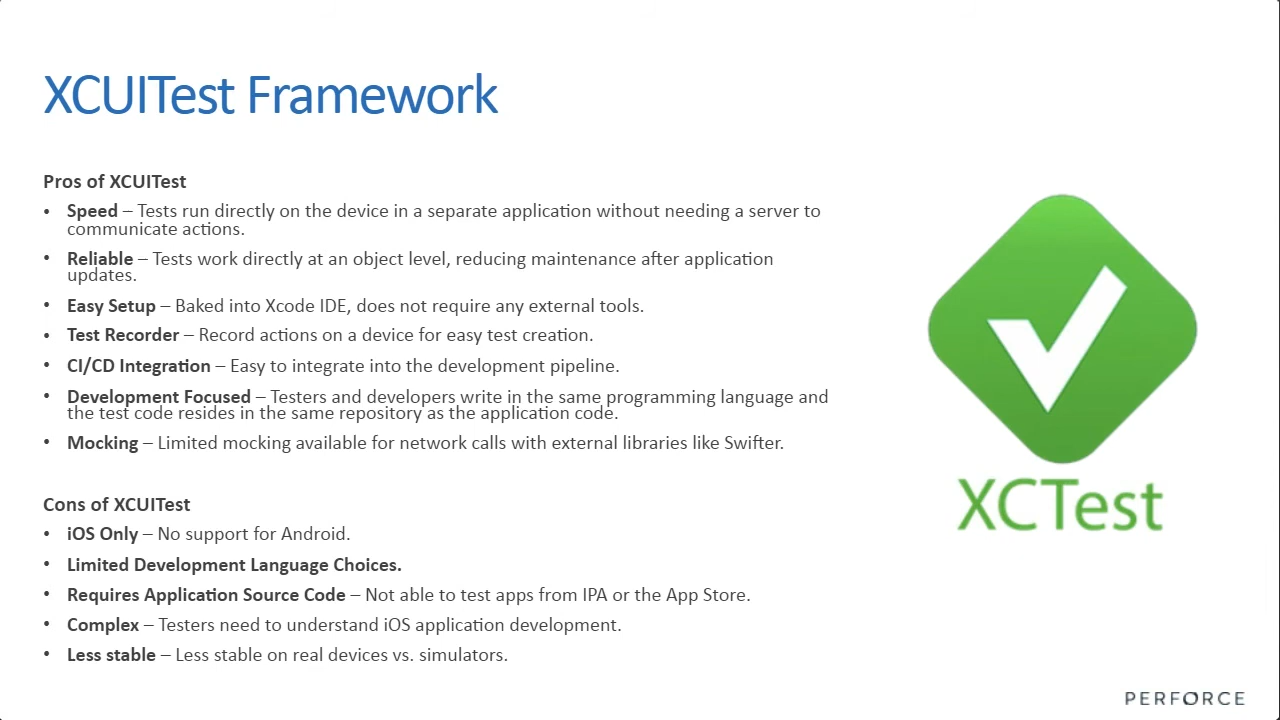 XCUITest Framework
Pros of XCUITest
• Speed – Tests run directly on the device in a separate application without needing a server to
communicate actions.
• Reliable – Tests work directly at an object level, reducing maintenance after application
updates.
• Easy Setup – Baked into Xcode IDE, does not require any external tools.
• Test Recorder – Record actions on a device for easy test creation.
• CI/CD Integration – Easy to integrate into the development pipeline.
• Development Focused – Testers and developers write in the same programming language and
the test code resides in the same repository as the application code.
• Mocking – Limited mocking available for network calls with external libraries like Swifter.
Cons of XCUITest
• iOS Only – No support for Android.
• Limited Development Language Choices.
• Requires Application Source Code – Not able to test apps from IPA or the App Store.
• Complex – Testers need to understand iOS application development.
• Less stable – Less stable on real devices vs. simulators.
XCTest
PERFORCE